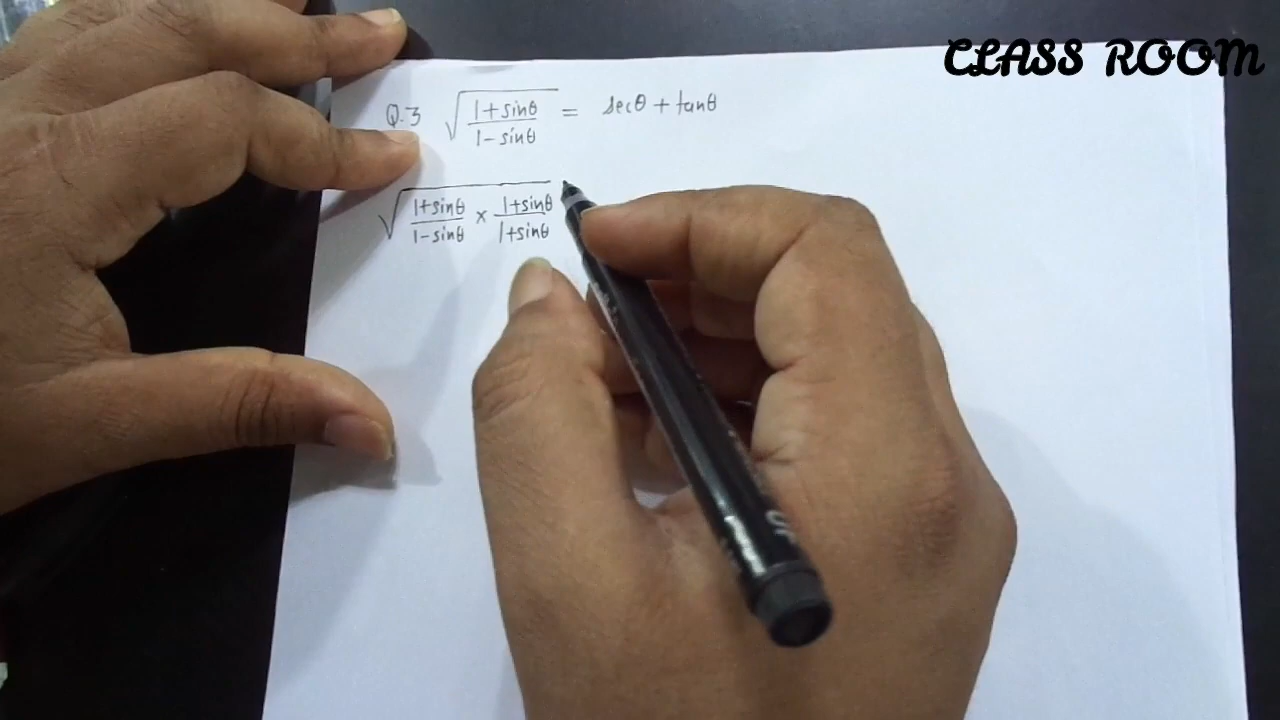 CLASS ROOM
Q.3 √((1+sinθ)/(1-sinθ)) = secθ + tanθ
√((1+sinθ)/(1-sinθ) × (1+sinθ)/(1+sinθ))